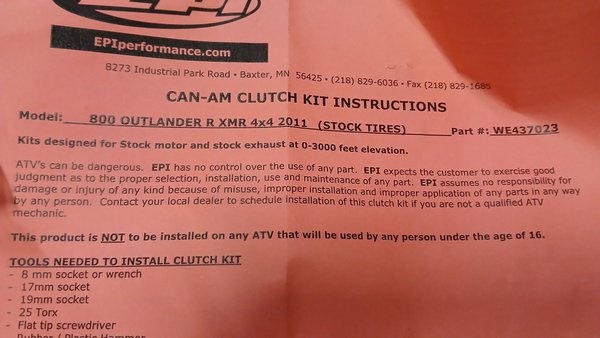 EPI
EPIperformance.com
8273 Industrial Park Road • Baxter, MN 56425 • (218) 829-6036 • Fax (218) 829-1685
CAN-AM CLUTCH KIT INSTRUCTIONS
Model: 800 OUTLANDER R XMR 4x4 2011 (STOCK TIRES) Part #: WE437023
Kits designed for Stock motor and stock exhaust at 0-3000 feet elevation.
ATV's can be dangerous. EPI has no control over the use of any part. EPI expects the customer to exercise good
judgment as to the proper selection, installation, use and maintenance of any part. EPI assumes no responsibility for
damage or injury of any kind because of misuse, improper installation and improper application of any parts in any way
by any person. Contact your local dealer to schedule installation of this clutch kit if you are not a qualified ATV
mechanic.
This product is NOT to be installed on any ATV that will be used by any person under the age of 16.
TOOLS NEEDED TO INSTALL CLUTCH KIT
- 8 mm socket or wrench
- 17mm socket
- 19mm socket
- 25 Torx
- Flat tip screwdriver
- Rubber / Plastic Hammer